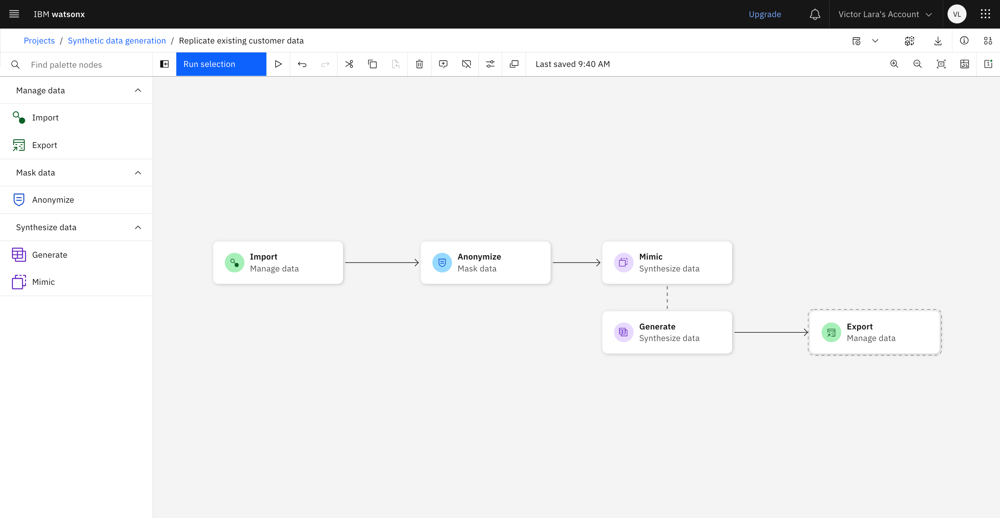 IBM watsonx
Upgrade
Victor Lara's Account
VL
Projects / Synthetic data generation / Replicate existing customer data
Find palette nodes
Run selection
Last saved 9:40 AM
1
Manage data
Import
Export
Mask data
Anonymize
Synthesize data
Generate
Mimic
Import
Manage data
Anonymize
Mask data
Mimic
Synthesize data
Generate
Synthesize data
Export
Manage data